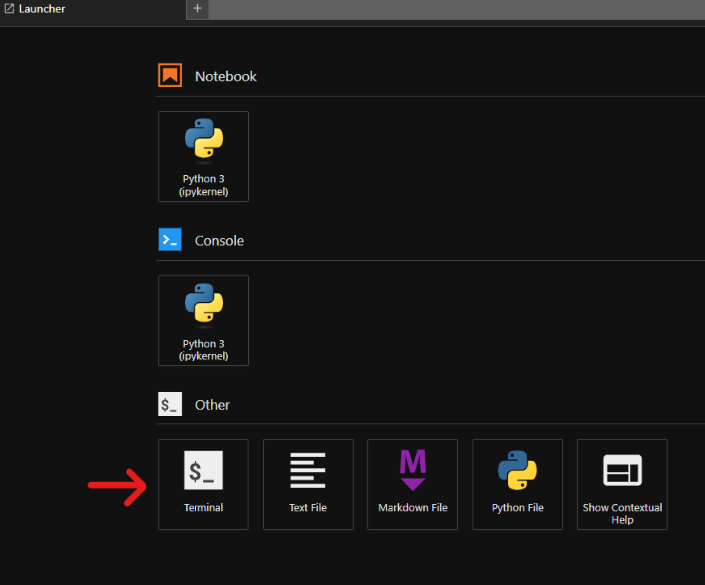 Launcher
+
Notebook
Python 3
(ipykernel)
Console
Python 3
(ipykernel)
$_ Other
$_
Terminal
Text File
M
Markdown File
Python File
Show Contextual
Help